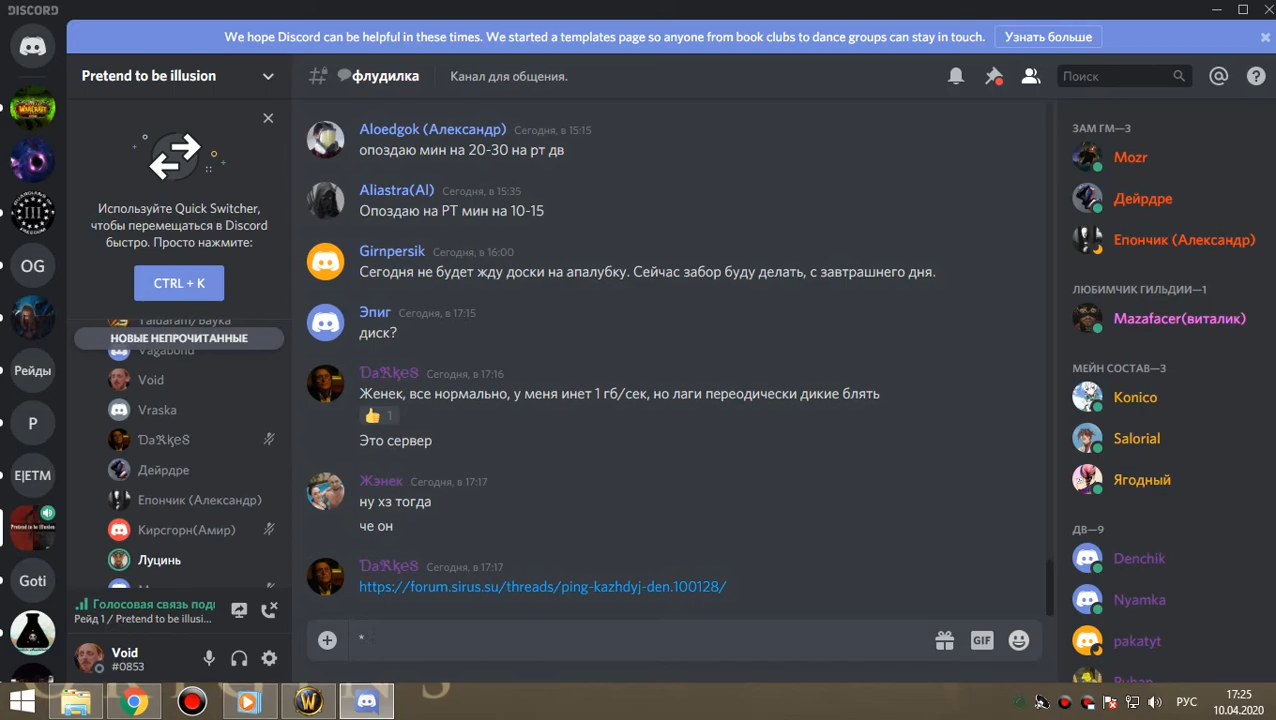 DISCORD
We hope Discord can be helpful in these times. We started a templates page so anyone from book clubs to dance groups can stay in touch.
Узнать больше
Pretend to be illusion
флудилка
Канал для общения.
Поиск
Используйте Quick Switcher,
чтобы перемещаться в Discord
быстро. Просто нажмите:
CTRL + K
НОВЫЕ НЕПРОЧИТАННЫЕ
Vagabond
Void
Vraska
Дейрдре
Епончик (Александр)
Кирсгорн(Амир)
Луцинь
Голосовая связь под
Рейд 1 / Pretend to be illusi...
Void
#0853
III
OG
Рейды
P
E|ETM
Pretend to be illusion
Goti
Aloedgok (Александр) Сегодня, в 15:15
опоздаю мин на 20-30 на рт дв
Aliastra(Al) Сегодня, в 15:35
Опоздаю на РТ мин на 10-15
Girnpersik Сегодня, в 16:00
Сегодня не будет жду доски на апалубку. Сейчас забор буду делать, с завтрашнего дня.
Эпиг Сегодня, в 17:15
диск?
Сегодня, в 17:16
Женек, все нормально, у меня инет 1 гб/сек, но лаги переодически дикие блять
1
Это сервер
Жэнек Сегодня, в 17:17
ну хз тогда
че он
Сегодня, в 17:17
https://forum.sirus.su/threads/ping-kazhdyj-den.100128/
*
GIF
ЗАМ ГМ—3
Mozr
Дейрдре
Епончик (Александр)
ЛЮБИМЧИК ГИЛЬДИИ—1
Mazafacer(виталик)
МЕЙН СОСТАВ—3
Konico
Salorial
Ягодный
ДВ—9
Denchik
Nyamka
pakatyt
РУС
17:25
10.04.2020